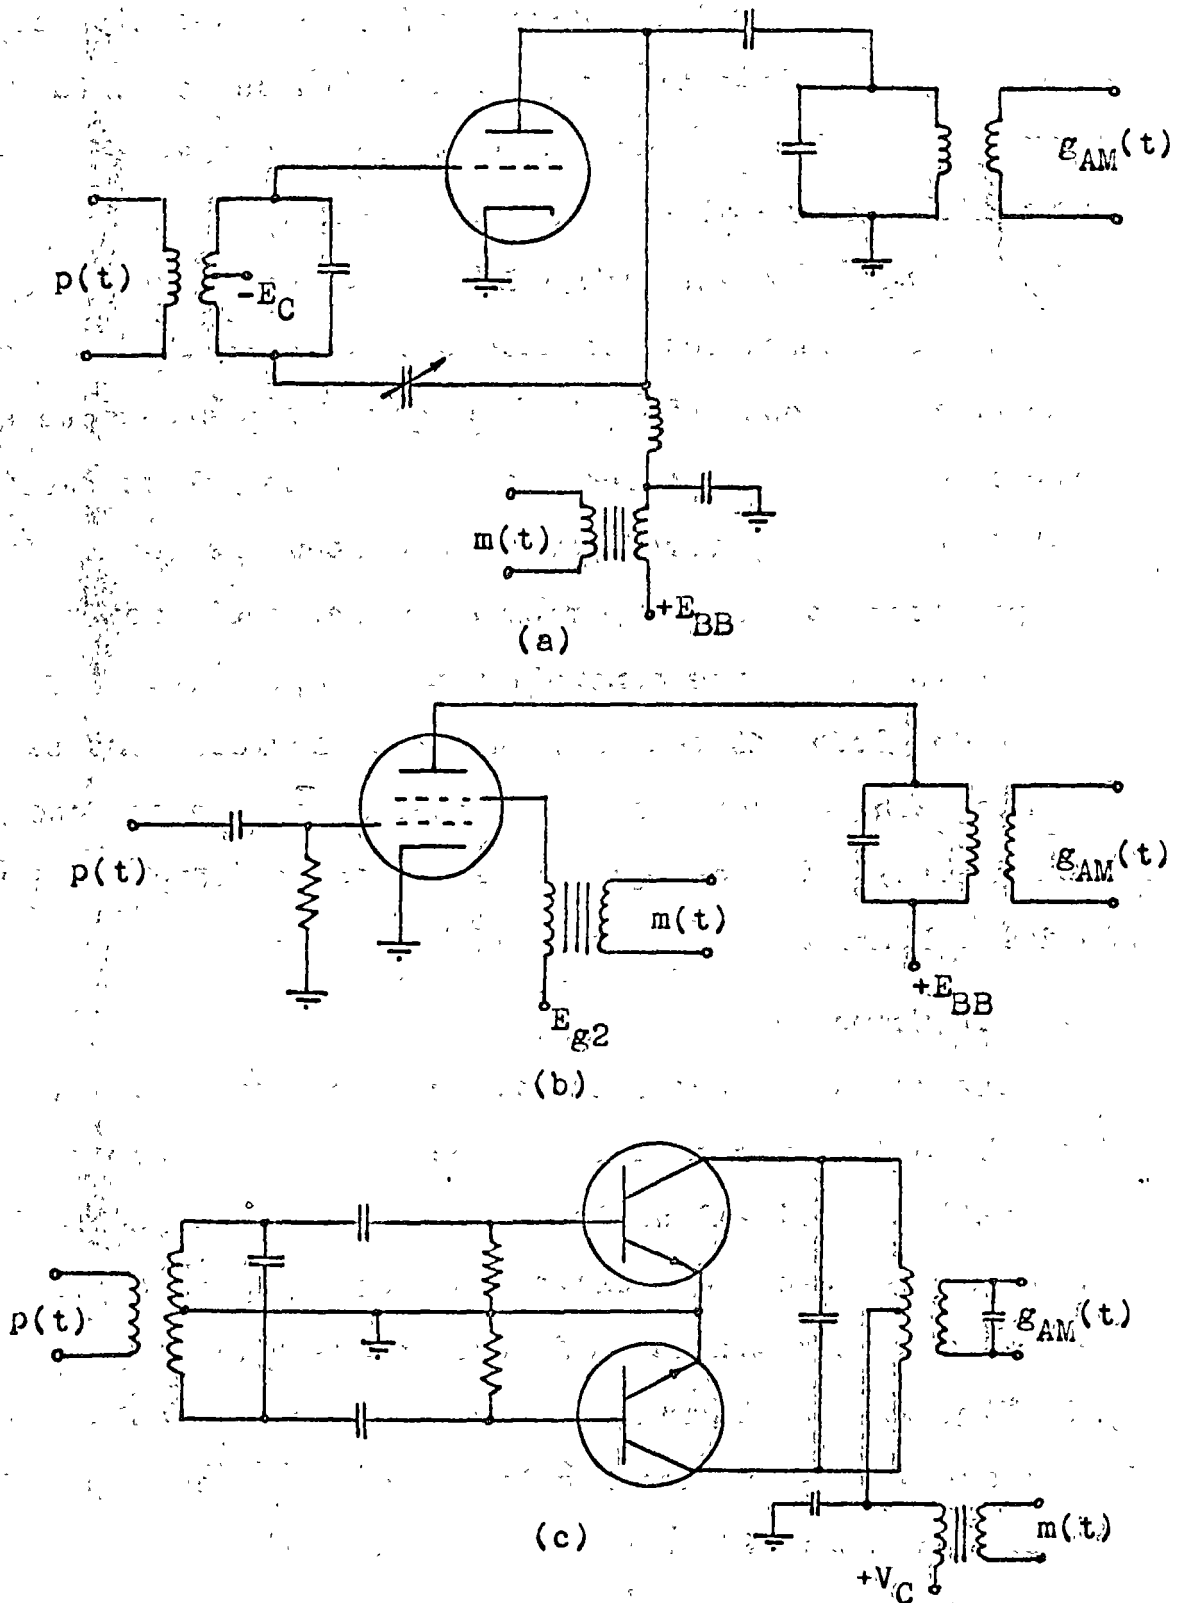 g_AM(t)
p(t)
-E_C
m(t)
+E_BB
(a)
p(t)
m(t)
g_AM(t)
+E_BB
E_g2
(b)
p(t)
g_AM(t)
(c)
m(t)
+V_C